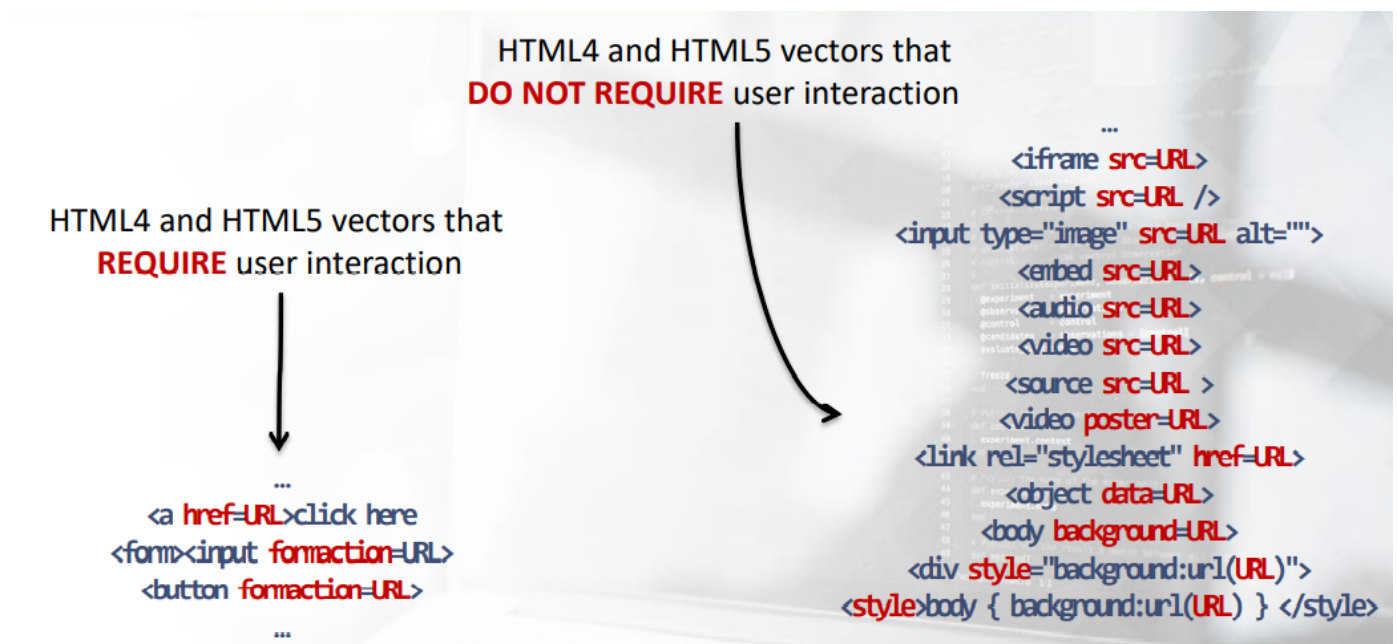 HTML4 and HTML5 vectors that
DO NOT REQUIRE user interaction
HTML4 and HTML5 vectors that
REQUIRE user interaction
…
<a href=URL>click here
<form><input formaction=URL>
<button formaction=URL>
…
…
<iframe src=URL>
<script src=URL />
<input type="image" src=URL alt="">
<embed src=URL>
<audio src=URL>
<video src=URL>
<source src=URL >
<video poster=URL>
<link rel="stylesheet" href=URL>
<object data=URL>
<body background=URL>
<div style="background:url(URL)">
<style>body { background:url(URL) } </style>